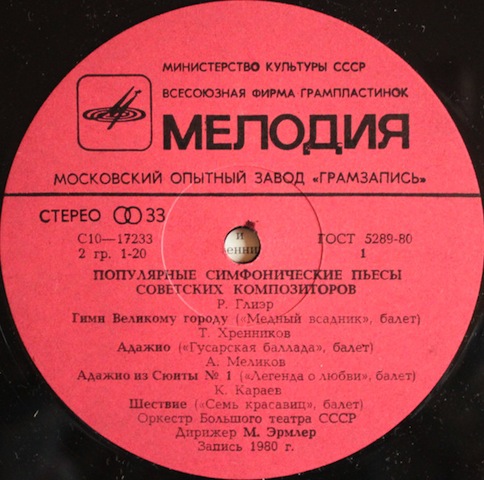 МИНИСТЕРСТВО КУЛЬТУРЫ СССР
ВСЕСОЮЗНАЯ ФИРМА ГРАМПЛАСТИНОК
МЕЛОДИЯ
МОСКОВСКИЙ ОПЫТНЫЙ ЗАВОД «ГРАМЗАПИСЬ»
СТЕРЕО 33
С10—17233 ГОСТ 5289-80
2 гр. 1-20 1
ПОПУЛЯРНЫЕ СИМФОНИЧЕСКИЕ ПЬЕСЫ
СОВЕТСКИХ КОМПОЗИТОРОВ
Р. Глиэр
Гимн Великому городу («Медный всадник», балет)
Т. Хренников
Адажио («Гусарская баллада», балет)
А. Меликов
Адажио из Сюиты № 1 («Легенда о любви», балет)
К. Караев
Шествие («Семь красавиц», балет)
Оркестр Большого театра СССР
Дирижер М. Эрмлер
Запись 1980 г.